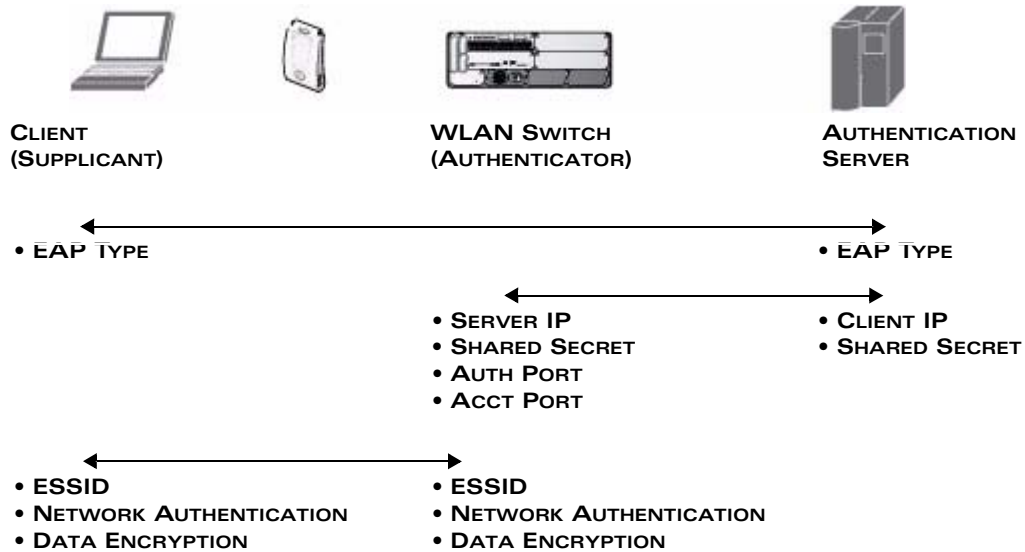 CLIENT
(SUPPLICANT)
WLAN SWITCH
(AUTHENTICATOR)
AUTHENTICATION
SERVER
• EAP TYPE
• EAP TYPE
• SERVER IP
• SHARED SECRET
• AUTH PORT
• ACCT PORT
• CLIENT IP
• SHARED SECRET
• ESSID
• NETWORK AUTHENTICATION
• DATA ENCRYPTION
• ESSID
• NETWORK AUTHENTICATION
• DATA ENCRYPTION